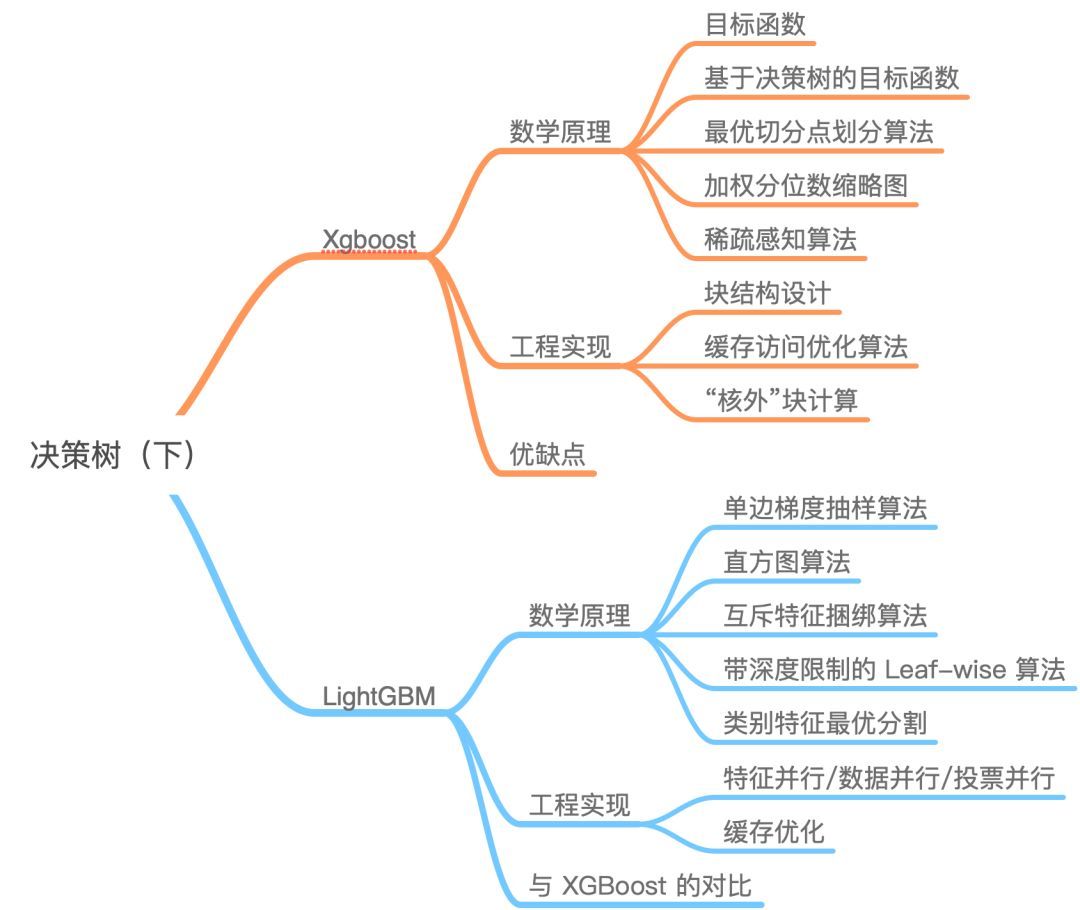 目标函数
基于决策树的目标函数
数学原理
最优切分点划分算法
加权分位数缩略图
Xgboost
稀疏感知算法
块结构设计
工程实现
缓存访问优化算法
“核外”块计算
优缺点
决策树（下）
单边梯度抽样算法
直方图算法
数学原理
互斥特征捆绑算法
带深度限制的 Leaf-wise 算法
LightGBM
类别特征最优分割
特征并行/数据并行/投票并行
工程实现
缓存优化
与 XGBoost 的对比